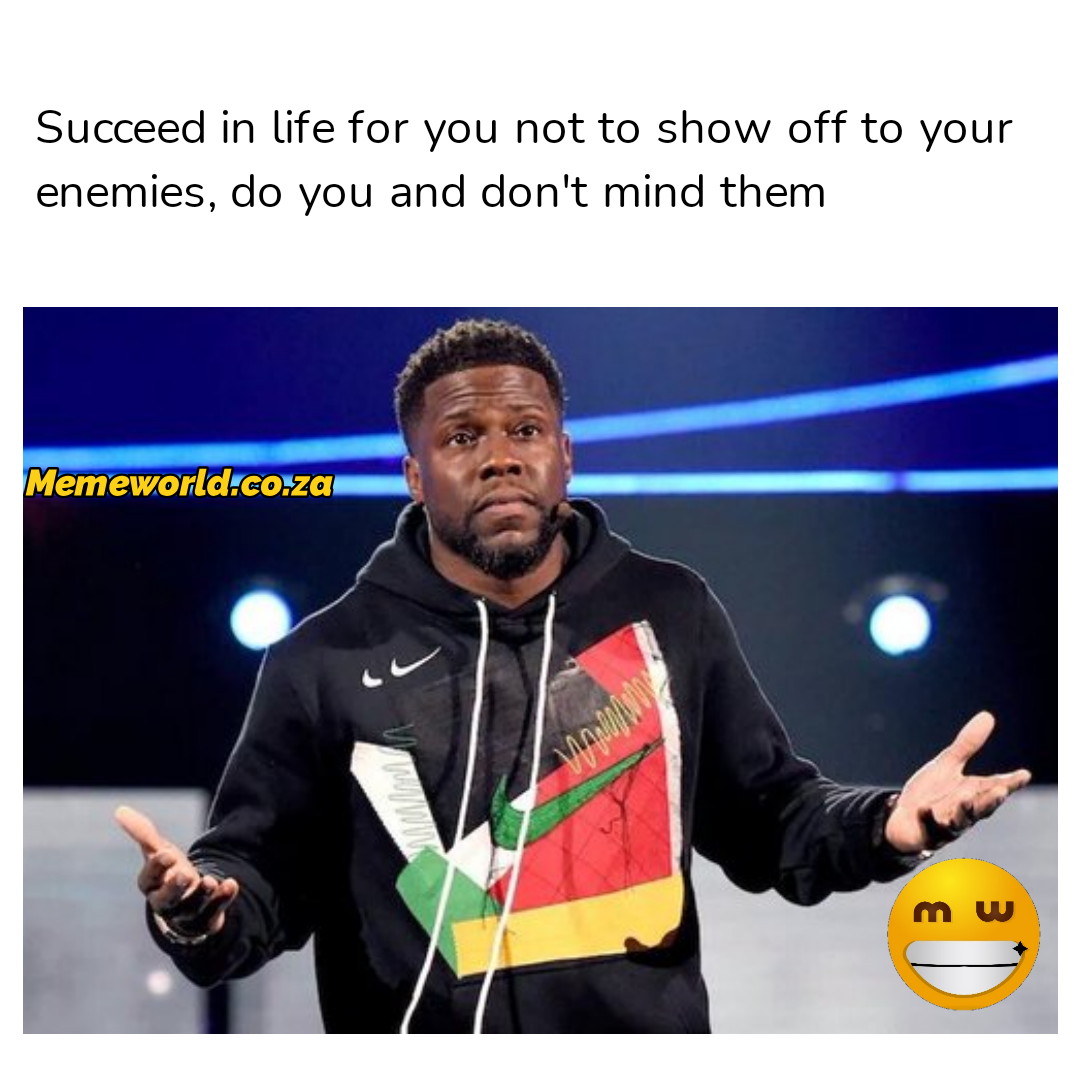 Succeed in life for you not to show off to your
enemies, do you and don't mind them
Memeworld.co.za
m w